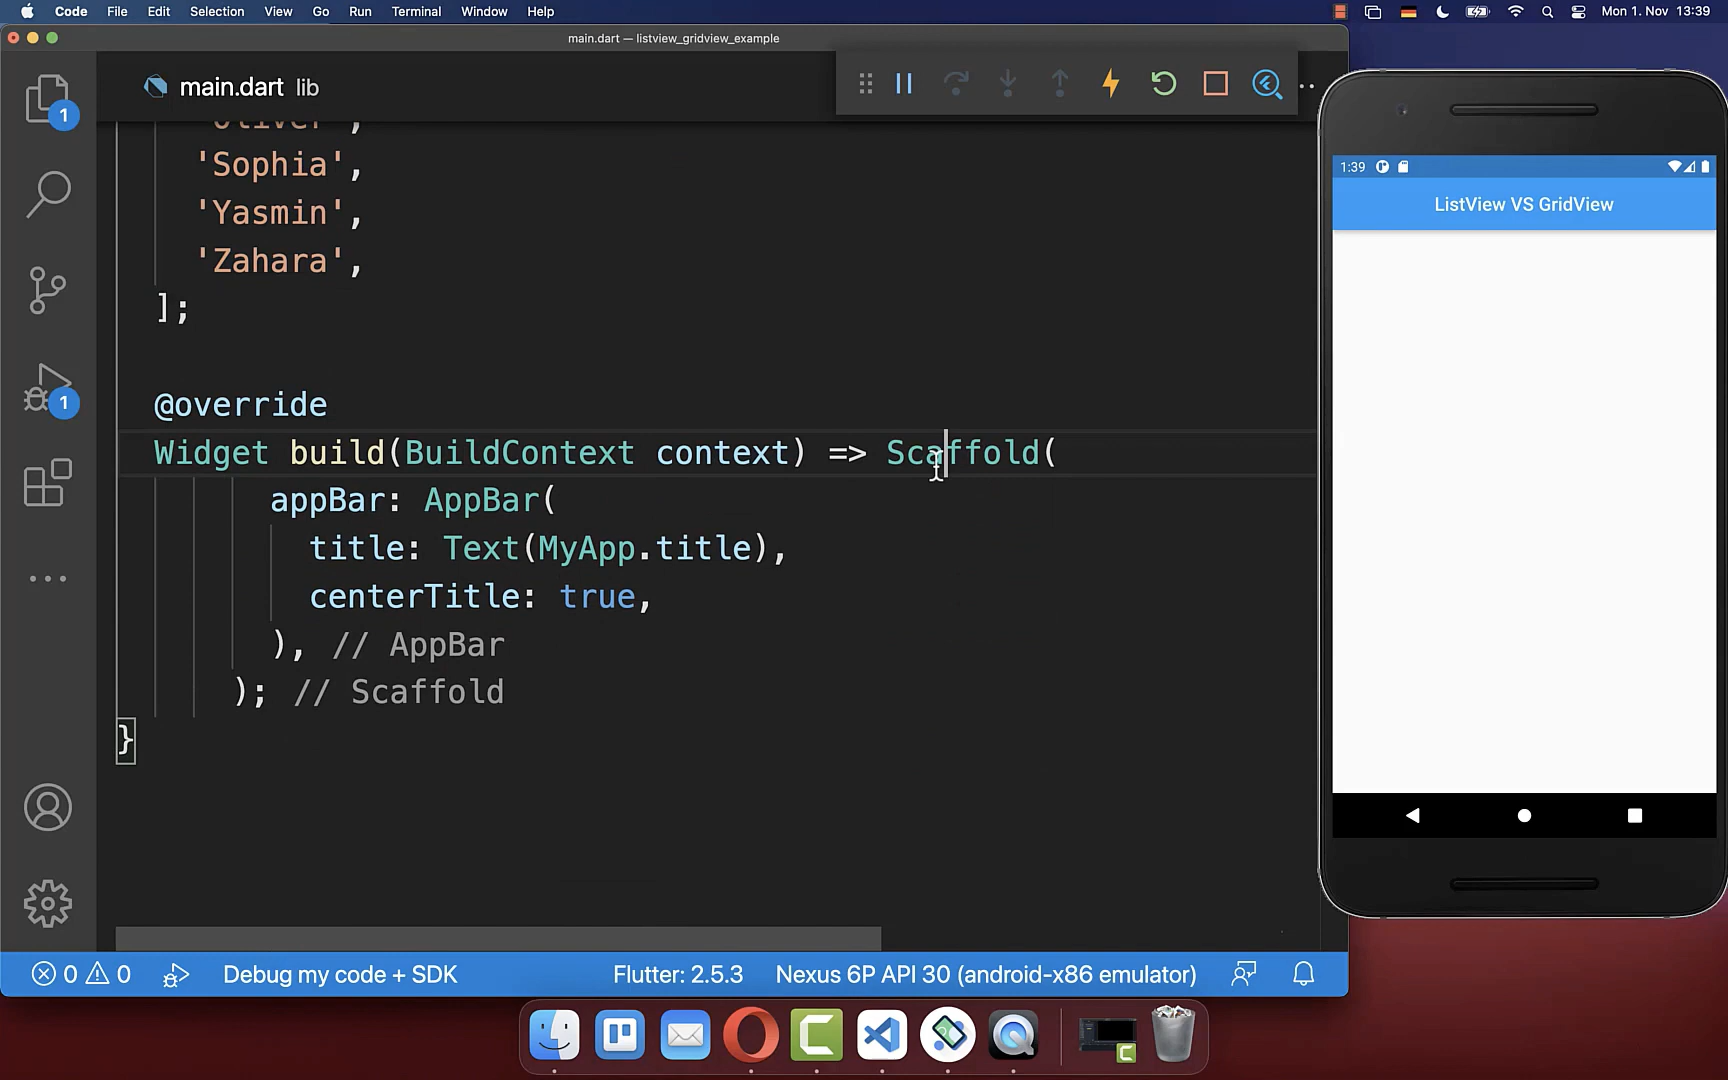 Code File Edit Selection View Go Run Terminal Window Help
Mon 1. Nov 13:39
main.dart — listview_gridview_example
main.dart lib
'Oliver',
'Sophia',
'Yasmin',
'Zahara',
];
@override
Widget build(BuildContext context) => Scaffold(
appBar: AppBar(
title: Text(MyApp.title),
centerTitle: true,
), // AppBar
); // Scaffold
}
1
1
0 0 Debug my code + SDK Flutter: 2.5.3 Nexus 6P API 30 (android-x86 emulator)
1:39
ListView VS GridView